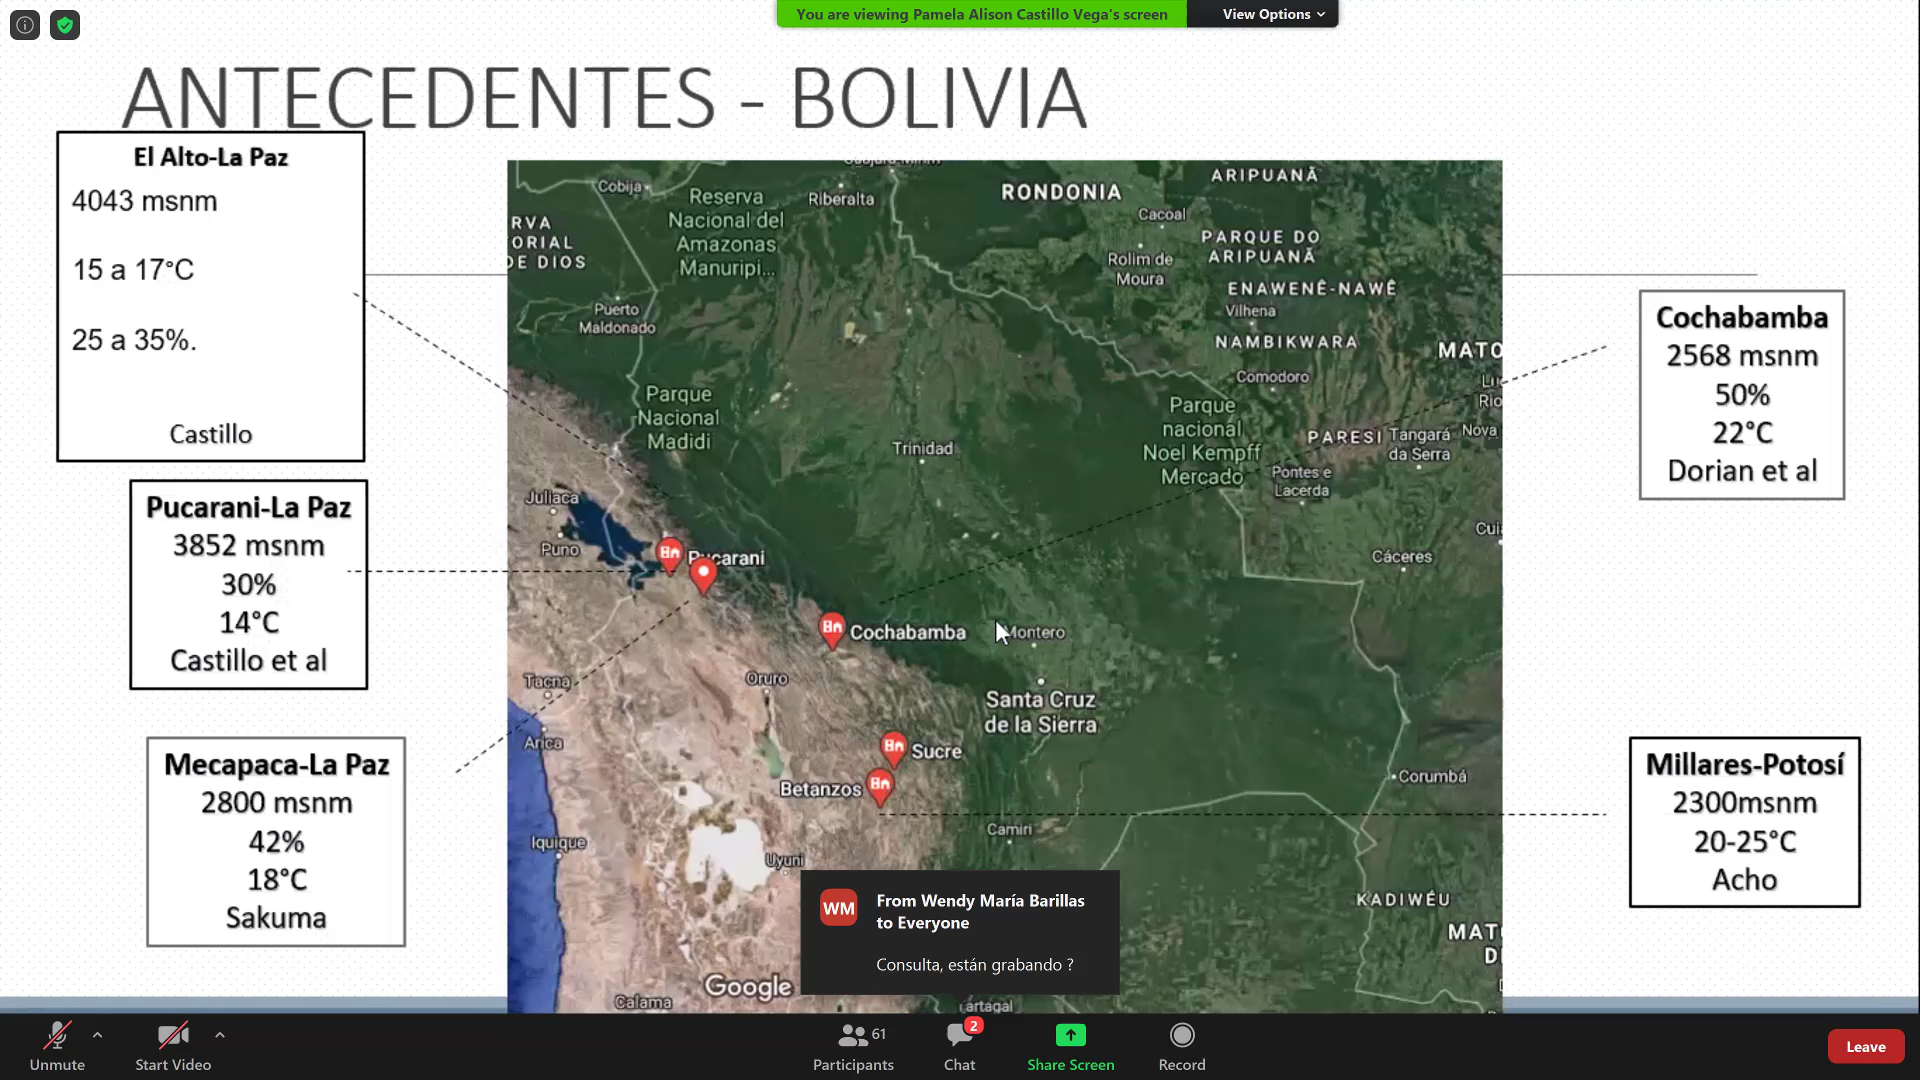 You are viewing Pamela Alison Castillo Vega's screen
View Options
ANTECEDENTES - BOLIVIA
El Alto-La Paz
4043 msnm
15 a 17°C
25 a 35%.
Castillo
Pucarani-La Paz
3852 msnm
30%
14°C
Castillo et al
Mecapaca-La Paz
2800 msnm
42%
18°C
Sakuma
Cobija
Reserva
Nacional del
Amazonas
Manuripi...
Riberalta
RONDONIA
ARIPUANÃ
Cacoal
RVA
ORIAL
DE DIOS
PARQUE DO
ARIPUANÃ
Rolim de
Moura
ENAWENÊ-NAWÊ
Vilhena
Puerto
Maldonado
NAMBIKWARA
MATO
Comodoro
Parque
Nacional
Madidi
Parque
nacional
Noel Kempff
Mercado
Trinidad
PARESI
Tangará
da Serra
Nova
Pontes e
Lacerda
Juliaca
Puno
Pucarani
Cáceres
Cochabamba
Montero
Tacna
Oruro
Santa Cruz
de la Sierra
Arica
Sucre
Betanzos
Corumbá
Iquique
Camiri
Uyuni
KADIWÉU
Calama
Google
Cochabamba
2568 msnm
50%
22°C
Dorian et al
Millares-Potosí
2300msnm
20-25°C
Acho
WM
From Wendy María Barillas
to Everyone
Consulta, están grabando ?
Unmute
Start Video
61
Participants
2
Chat
Share Screen
Record
Leave